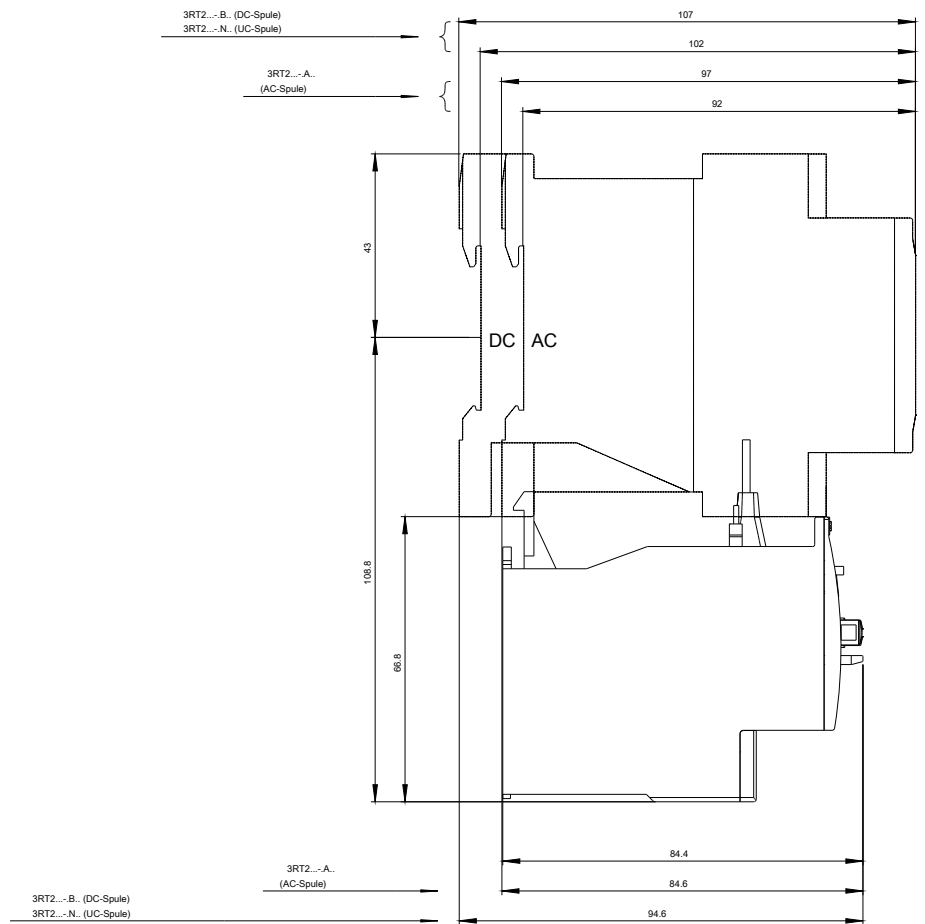 3RT2...-.B.. (DC-Spule)
3RT2...-.N.. (UC-Spule)
107
102
3RT2...-.A..
(AC-Spule)
97
92
43
DC AC
108.8
66.8
84.4
3RT2...-.A..
(AC-Spule)
84.6
3RT2...-.B.. (DC-Spule)
3RT2...-.N.. (UC-Spule)
94.6